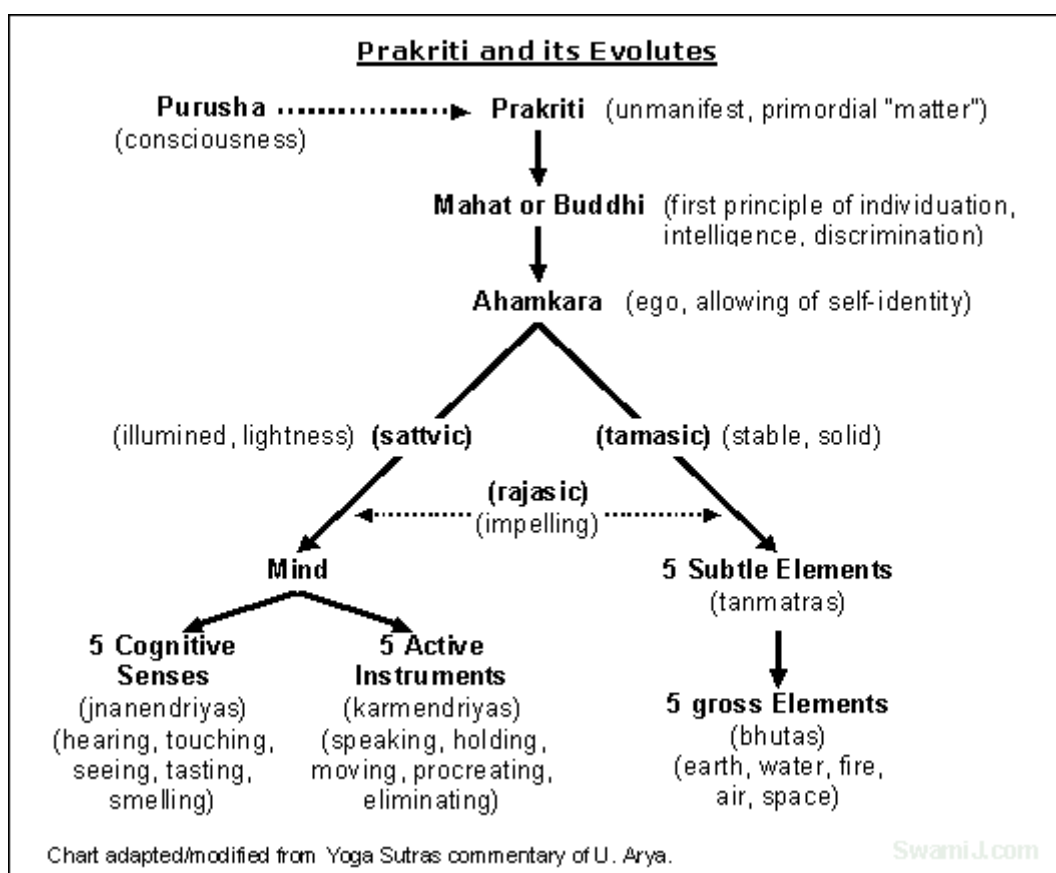 Prakriti and its Evolutes
Purusha Prakriti (unmanifest, primordial "matter")
(consciousness)
Mahat or Buddhi (first principle of individuation,
intelligence, discrimination)
Ahamkara (ego, allowing of self-identity)
(illumined, lightness) (sattvic) (tamasic) (stable, solid)
(rajasic)
(impelling)
Mind
5 Subtle Elements
(tanmatras)
5 Cognitive
Senses
(jnanendriyas)
(hearing, touching,
seeing, tasting,
smelling)
5 Active
Instruments
(karmendriyas)
(speaking, holding,
moving, procreating,
eliminating)
5 gross Elements
(bhutas)
(earth, water, fire,
air, space)
Chart adapted/modified from Yoga Sutras commentary of U. Arya.
SwamiJ.com